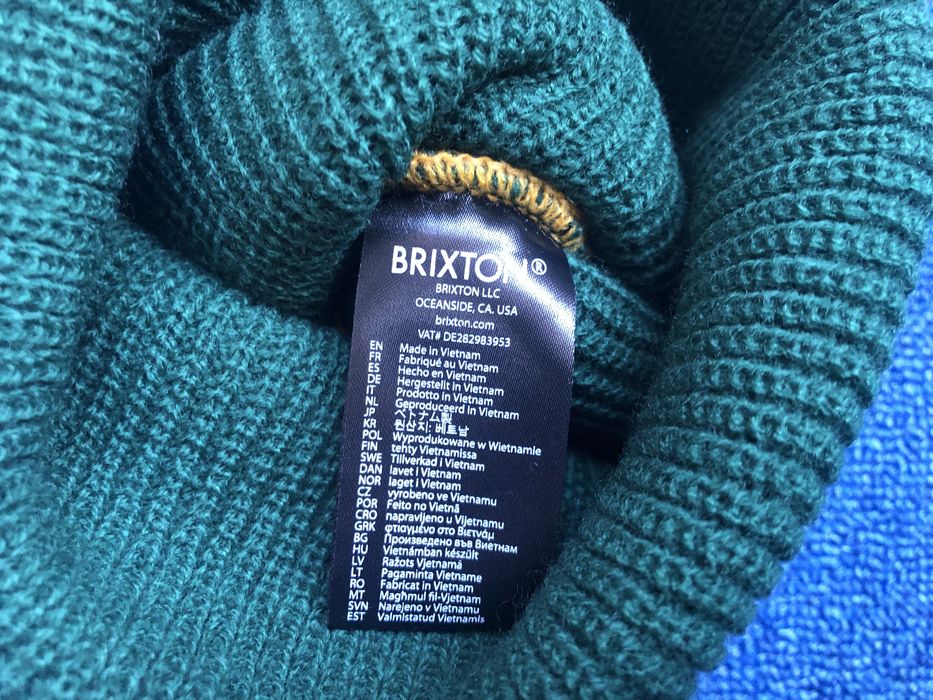 BRIXTON®
BRIXTON LLC
OCEANSIDE, CA. USA
brixton.com
VAT# DE282983953
EN Made in Vietnam
FR Fabriqué au Vietnam
ES Hecho en Vietnam
DE Hergestellt in Vietnam
IT Prodotto in Vietnam
NL Geproduceerd in Vietnam
JP ベトナム製
KR 원산지: 베트남
POL Wyprodukowane w Wietnamie
FIN tehty Vietnamissa
SWE Tillverkad i Vietnam
DAN lavet i Vietnam
NOR laget i Vietnam
CZ vyrobeno ve Vietnamu
POR Feito no Vietnã
CRO napravljeno u Vijetnamu
GRK φτιαγμένο στο Βιετνάμ
BG Произведено във Виетнам
HU Vietnámban készült
LV Ražots Vjetnamā
LT Pagaminta Vietname
RO Fabricat in Vietnam
MT Magħmul fil-Vjetnam
SVN Narejeno v Vietnamu
EST Valmistatud Vietnamis